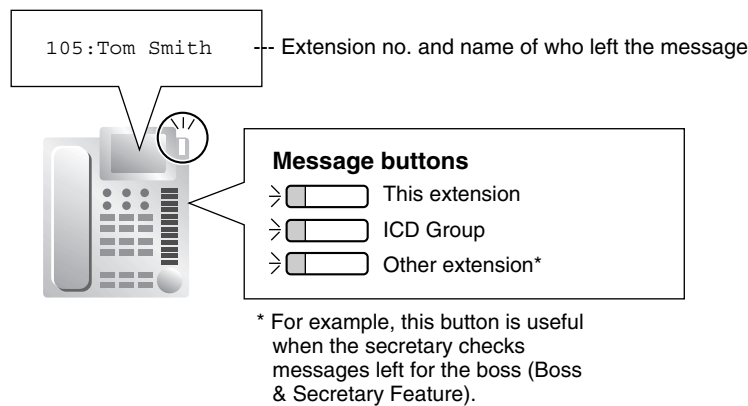 105:Tom Smith
--- Extension no. and name of who left the message
Message buttons
This extension
ICD Group
Other extension*
* For example, this button is useful
when the secretary checks
messages left for the boss (Boss
& Secretary Feature).